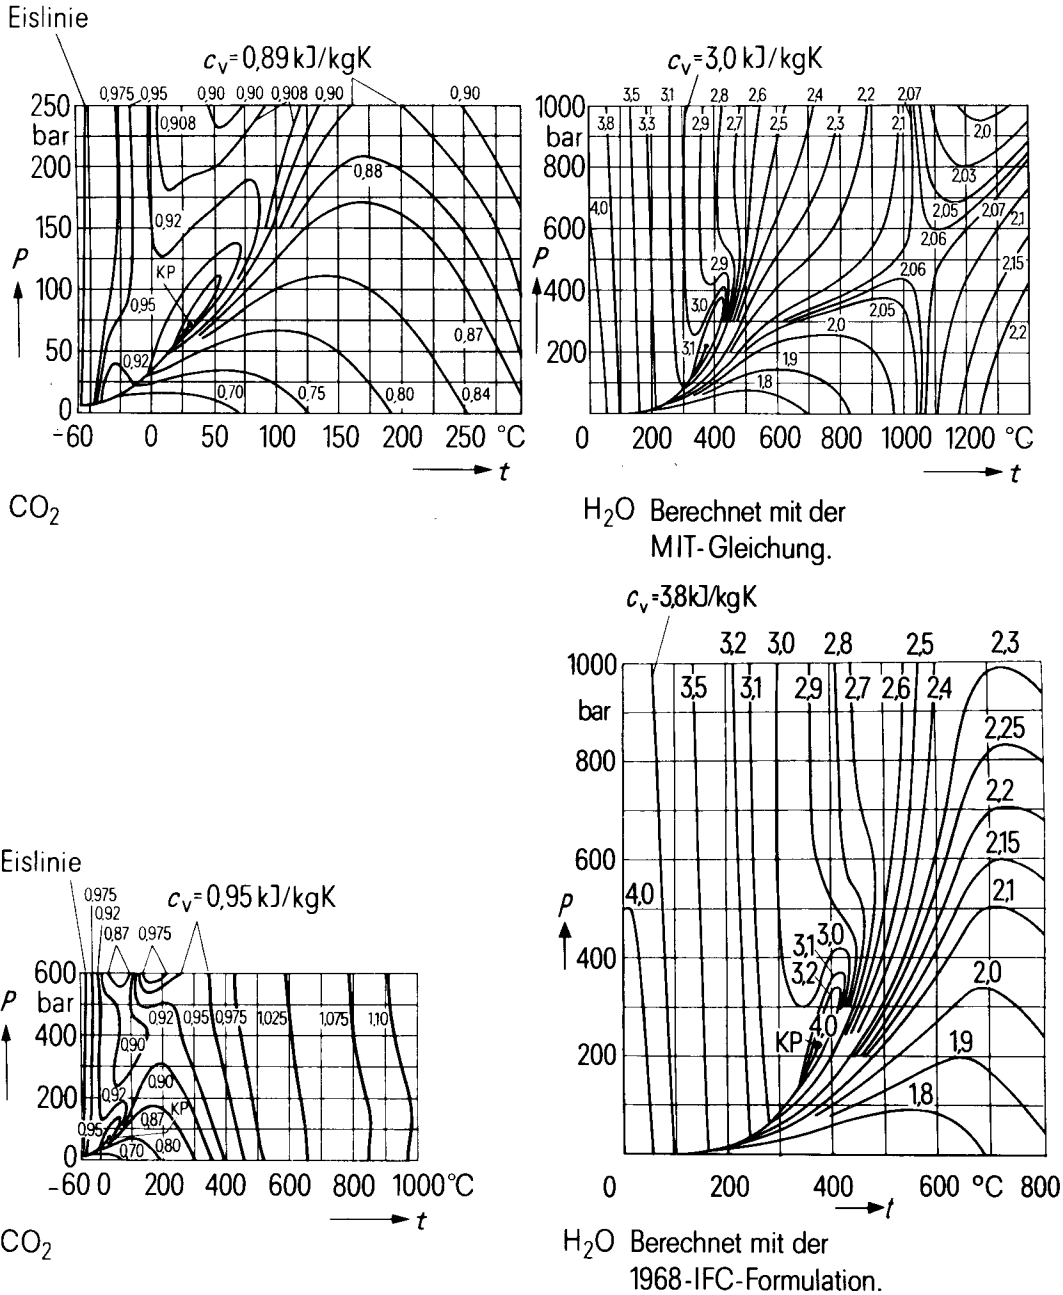 Eislinie
cᵥ=0,89 kJ/kgK
0,975 0,95 0,90 0,90 0,908 0,90 0,90
250
bar
0,908
200
0,88
150
0,92
P
KP
100
0,95
0,87
50
0,92
0,70 0,75 0,80 0,84
0
-60 0 50 100 150 200 250 °C
t
CO₂
cᵥ=3,0 kJ/kgK
3,5 3,1 2,8 2,6 2,4 2,2 2,07
1000
bar
3,8 3,3 2,9 2,7 2,5 2,3 2,1 2,0
800
2,03
4,0
2,05 2,07 2,1
600
2,06
P
2,9
2,06 2,15
400
3,0
2,05
2,0 2,2
3,1
200
1,9
1,8
0 200 400 600 800 1000 1200 °C
t
H₂O Berechnet mit der
MIT-Gleichung.
Eislinie
0,975
0,92
0,87 0,975
cᵥ=0,95 kJ/kgK
600
P bar
400
0,92 0,95 0,975 1,025 1,075 1,10
0,90
200
0,90
0,92
KP
0,95 0,87
0,70 0,80
0
-60 0 200 400 600 800 1000 °C
t
CO₂
cᵥ=3,8 kJ/kgK
3,2 3,0 2,8 2,5 2,3
1000
bar
3,5 3,1 2,9 2,7 2,6 2,4
2,25
800
2,2
2,15
600
4,0
2,1
P
3,1 3,0
400
3,2
2,0
4,0
KP
1,9
200
1,8
0 200 400 600 °C 800
t
H₂O Berechnet mit der
1968-IFC-Formulation.